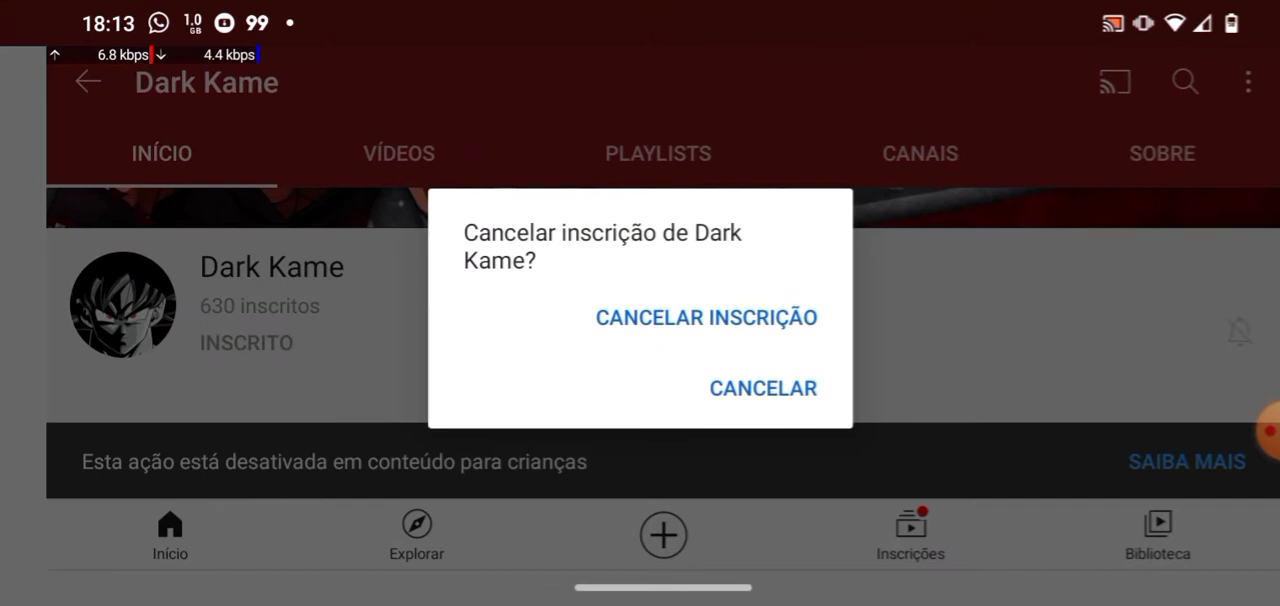 18:13 1.0 GB 99
6.8 kbps 4.4 kbps
Dark Kame
INÍCIO VÍDEOS PLAYLISTS CANAIS SOBRE
Dark Kame
630 inscritos
INSCRITO
Cancelar inscrição de Dark
Kame?
CANCELAR INSCRIÇÃO
CANCELAR
Esta ação está desativada em conteúdo para crianças SAIBA MAIS
Início Explorar Inscrições Biblioteca